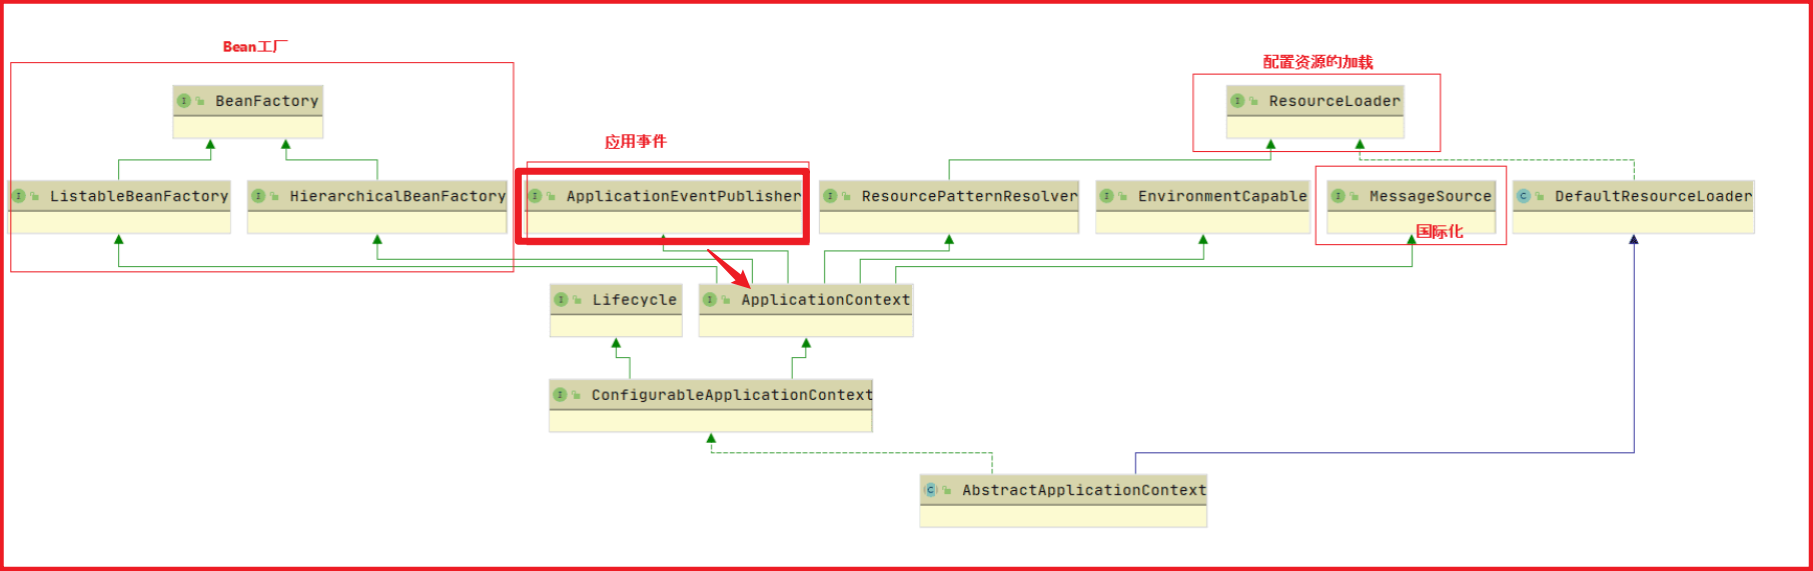 Bean工厂
配置资源的加载
BeanFactory
ResourceLoader
应用事件
ListableBeanFactory
HierarchicalBeanFactory
ApplicationEventPublisher
ResourcePatternResolver
EnvironmentCapable
MessageSource
DefaultResourceLoader
国际化
Lifecycle
ApplicationContext
ConfigurableApplicationContext
AbstractApplicationContext